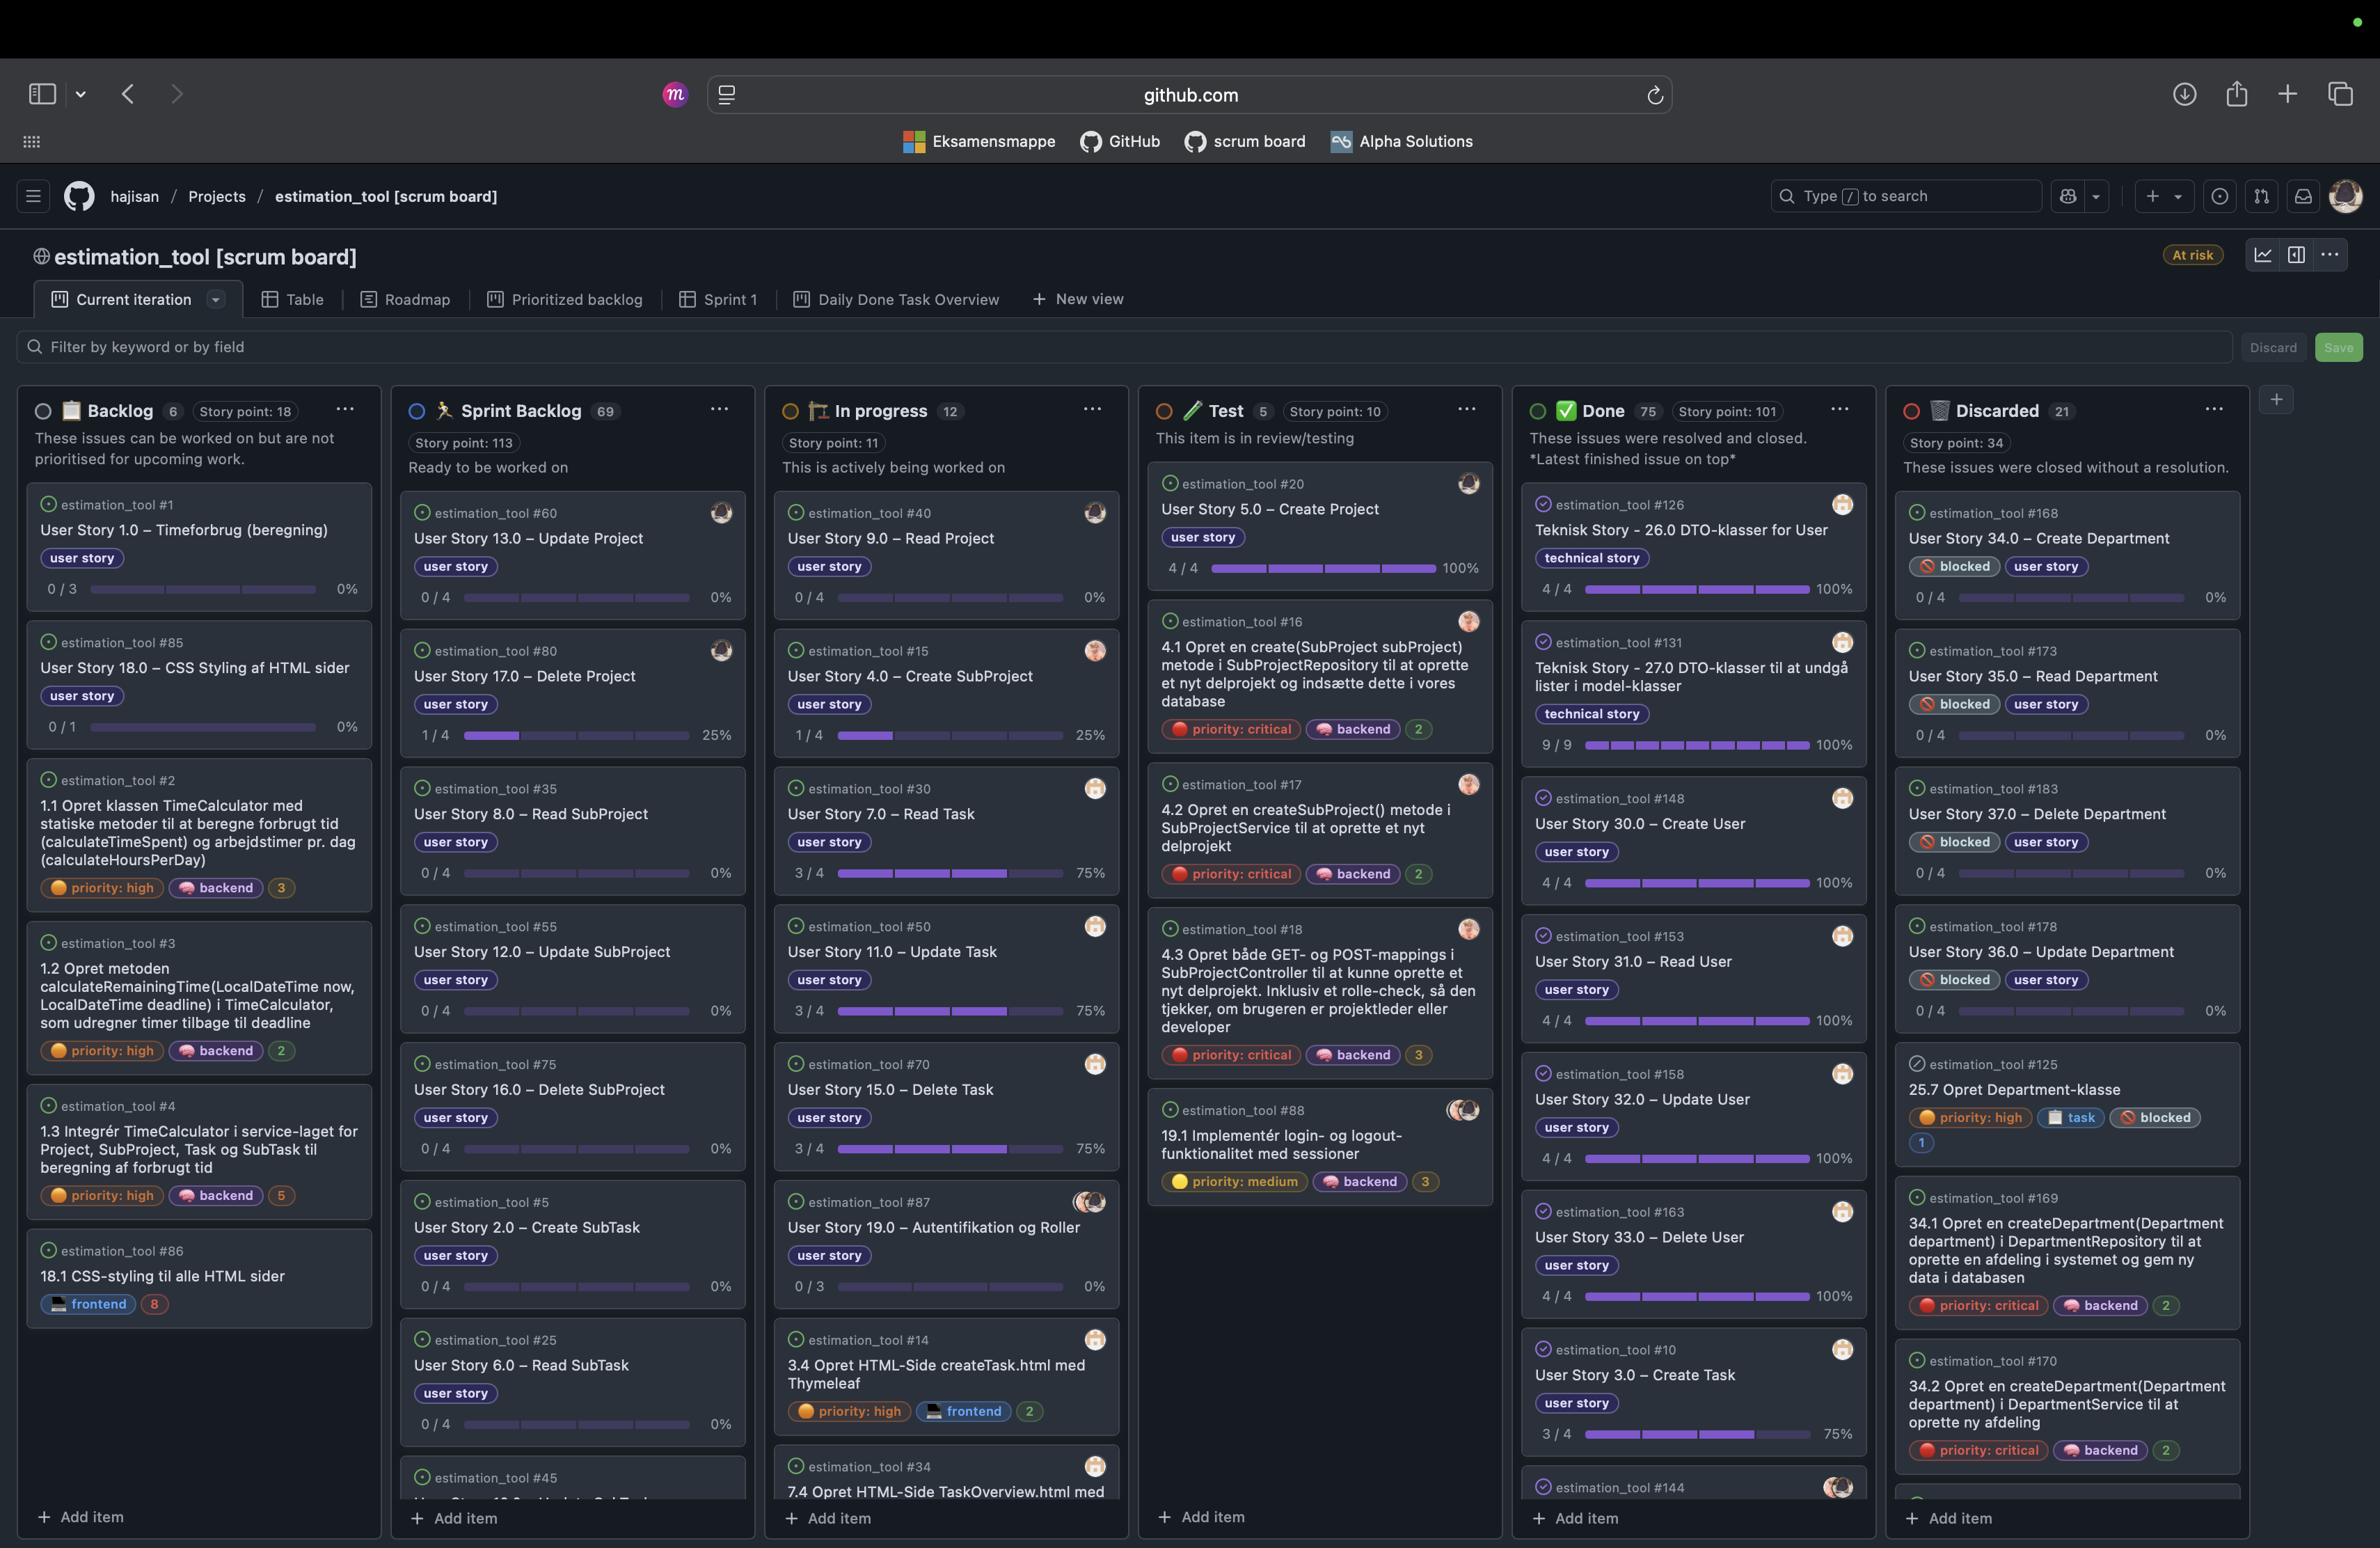 m
github.com
Eksamensmappe
GitHub
scrum board
Alpha Solutions
hajisan / Projects / estimation_tool [scrum board]
Type / to search
estimation_tool [scrum board]
At risk
Current iteration
Table
Roadmap
Prioritized backlog
Sprint 1
Daily Done Task Overview
+ New view
Filter by keyword or by field
Discard
Save
Backlog 6 Story point: 18
These issues can be worked on but are not
prioritised for upcoming work.
estimation_tool #1
User Story 1.0 – Timeforbrug (beregning)
user story
0 / 3 0%
estimation_tool #85
User Story 18.0 – CSS Styling af HTML sider
user story
0 / 1 0%
estimation_tool #2
1.1 Opret klassen TimeCalculator med
statiske metoder til at beregne forbrugt tid
(calculateTimeSpent) og arbejdstimer pr. dag
(calculateHoursPerDay)
priority: high backend 3
estimation_tool #3
1.2 Opret metoden
calculateRemainingTime(LocalDateTime now,
LocalDateTime deadline) i TimeCalculator,
som udregner timer tilbage til deadline
priority: high backend 2
estimation_tool #4
1.3 Integrér TimeCalculator i service-laget for
Project, SubProject, Task og SubTask til
beregning af forbrugt tid
priority: high backend 5
estimation_tool #86
18.1 CSS-styling til alle HTML sider
frontend 8
+ Add item
Sprint Backlog 69
Story point: 113
Ready to be worked on
estimation_tool #60
User Story 13.0 – Update Project
user story
0 / 4 0%
estimation_tool #80
User Story 17.0 – Delete Project
user story
1 / 4 25%
estimation_tool #35
User Story 8.0 – Read SubProject
user story
0 / 4 0%
estimation_tool #55
User Story 12.0 – Update SubProject
user story
0 / 4 0%
estimation_tool #75
User Story 16.0 – Delete SubProject
user story
0 / 4 0%
estimation_tool #5
User Story 2.0 – Create SubTask
user story
0 / 4 0%
estimation_tool #25
User Story 6.0 – Read SubTask
user story
0 / 4 0%
estimation_tool #45
+ Add item
In progress 12
Story point: 11
This is actively being worked on
estimation_tool #40
User Story 9.0 – Read Project
user story
0 / 4 0%
estimation_tool #15
User Story 4.0 – Create SubProject
user story
1 / 4 25%
estimation_tool #30
User Story 7.0 – Read Task
user story
3 / 4 75%
estimation_tool #50
User Story 11.0 – Update Task
user story
3 / 4 75%
estimation_tool #70
User Story 15.0 – Delete Task
user story
3 / 4 75%
estimation_tool #87
User Story 19.0 – Autentifikation og Roller
user story
0 / 3 0%
estimation_tool #14
3.4 Opret HTML-Side createTask.html med
Thymeleaf
priority: high frontend 2
estimation_tool #34
7.4 Opret HTML-Side TaskOverview.html med
+ Add item
Test 5 Story point: 10
This item is in review/testing
estimation_tool #20
User Story 5.0 – Create Project
user story
4 / 4 100%
estimation_tool #16
4.1 Opret en create(SubProject subProject)
metode i SubProjectRepository til at oprette
et nyt delprojekt og indsætte dette i vores
database
priority: critical backend 2
estimation_tool #17
4.2 Opret en createSubProject() metode i
SubProjectService til at oprette et nyt
delprojekt
priority: critical backend 2
estimation_tool #18
4.3 Opret både GET- og POST-mappings i
SubProjectController til at kunne oprette et
nyt delprojekt. Inklusiv et rolle-check, så den
tjekker, om brugeren er projektleder eller
developer
priority: critical backend 3
estimation_tool #88
19.1 Implementér login- og logout-
funktionalitet med sessioner
priority: medium backend 3
+ Add item
Done 75 Story point: 101
These issues were resolved and closed.
*Latest finished issue on top*
estimation_tool #126
Teknisk Story - 26.0 DTO-klasser for User
technical story
4 / 4 100%
estimation_tool #131
Teknisk Story - 27.0 DTO-klasser til at undgå
lister i model-klasser
technical story
9 / 9 100%
estimation_tool #148
User Story 30.0 – Create User
user story
4 / 4 100%
estimation_tool #153
User Story 31.0 – Read User
user story
4 / 4 100%
estimation_tool #158
User Story 32.0 – Update User
user story
4 / 4 100%
estimation_tool #163
User Story 33.0 – Delete User
user story
4 / 4 100%
estimation_tool #10
User Story 3.0 – Create Task
user story
3 / 4 75%
estimation_tool #144
+ Add item
Discarded 21
Story point: 34
These issues were closed without a resolution.
estimation_tool #168
User Story 34.0 – Create Department
blocked user story
0 / 4 0%
estimation_tool #173
User Story 35.0 – Read Department
blocked user story
0 / 4 0%
estimation_tool #183
User Story 37.0 – Delete Department
blocked user story
0 / 4 0%
estimation_tool #178
User Story 36.0 – Update Department
blocked user story
0 / 4 0%
estimation_tool #125
25.7 Opret Department-klasse
priority: high task blocked
1
estimation_tool #169
34.1 Opret en createDepartment(Department
department) i DepartmentRepository til at
oprette en afdeling i systemet og gem ny
data i databasen
priority: critical backend 2
estimation_tool #170
34.2 Opret en createDepartment(Department
department) i DepartmentService til at
oprette ny afdeling
priority: critical backend 2
+ Add item